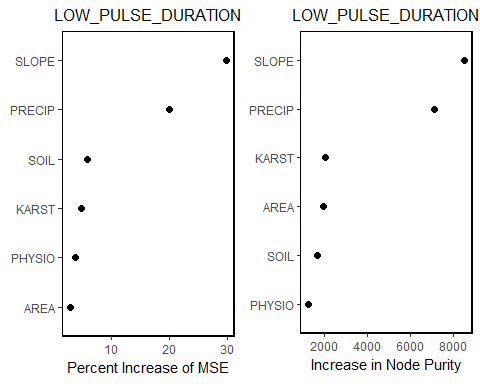 LOW_PULSE_DURATION
SLOPE
PRECIP
SOIL
KARST
PHYSIO
AREA
10 20 30
Percent Increase of MSE
LOW_PULSE_DURATION
SLOPE
PRECIP
KARST
AREA
SOIL
PHYSIO
2000 4000 6000 8000
Increase in Node Purity